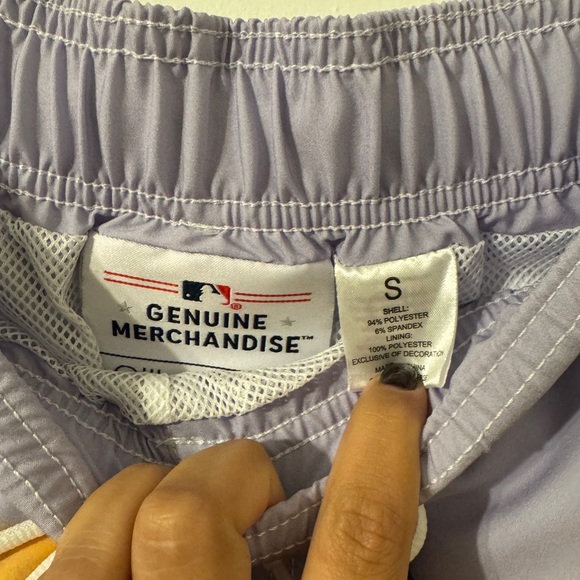 GENUINE
MERCHANDISE™
S
SHELL:
94% POLYESTER
6% SPANDEX
LINING:
100% POLYESTER
EXCLUSIVE OF DECORATION